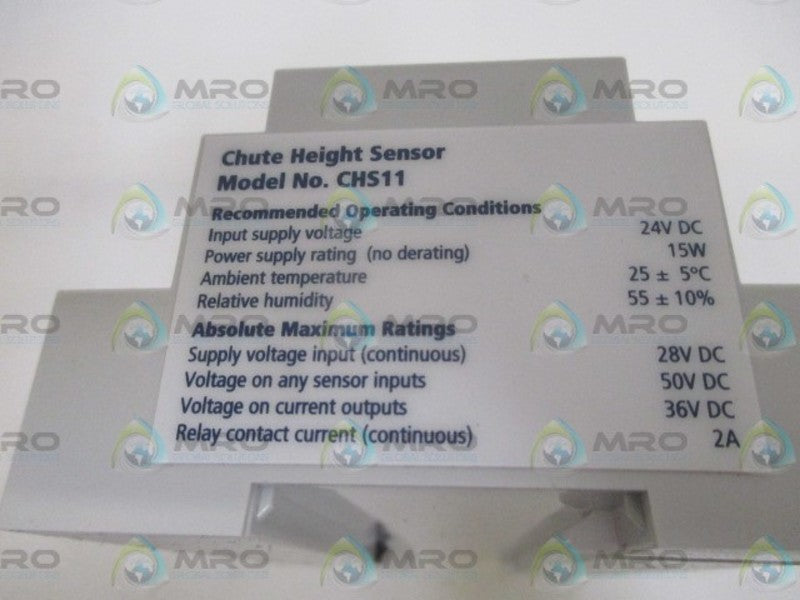 Chute Height Sensor
Model No. CHS11
Recommended Operating Conditions
Input supply voltage 24V DC
Power supply rating (no derating) 15W
Ambient temperature 25 ± 5°C
Relative humidity 55 ± 10%
Absolute Maximum Ratings
Supply voltage input (continuous) 28V DC
Voltage on any sensor inputs 50V DC
Voltage on current outputs 36V DC
Relay contact current (continuous) 2A
MRO
GLOBAL SOLUTIONS